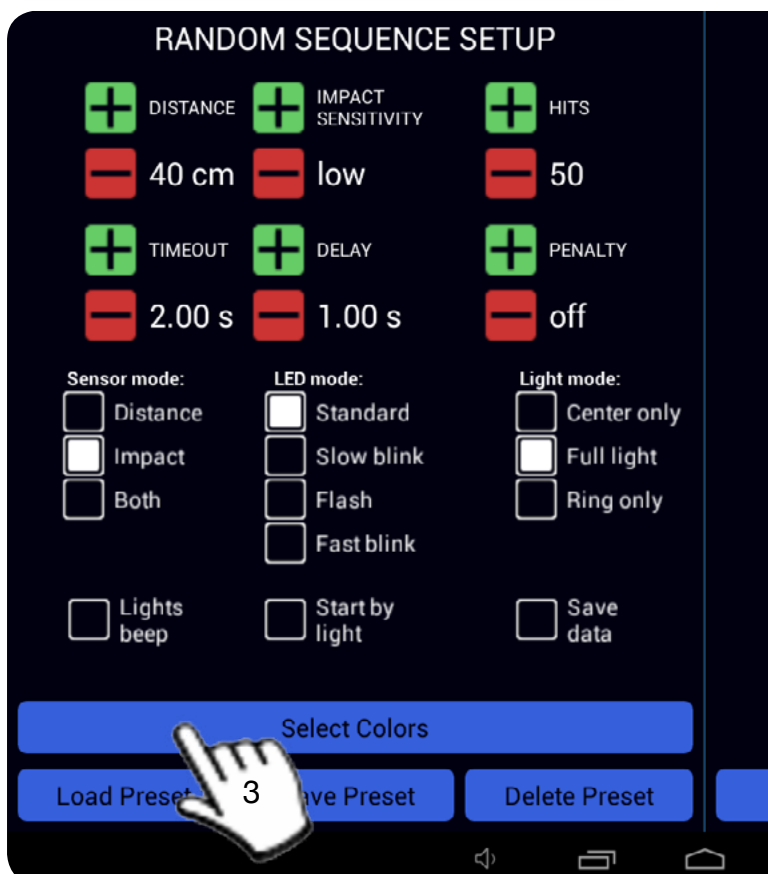 RANDOM SEQUENCE SETUP
DISTANCE
IMPACT
SENSITIVITY
HITS
40 cm
low
50
TIMEOUT
DELAY
PENALTY
2.00 s
1.00 s
off
Sensor mode:
LED mode:
Light mode:
Distance
Standard
Center only
Impact
Slow blink
Full light
Both
Flash
Ring only
Fast blink
Lights
beep
Start by
light
Save
data
Select Colors
Load Preset
3
ave Preset
Delete Preset